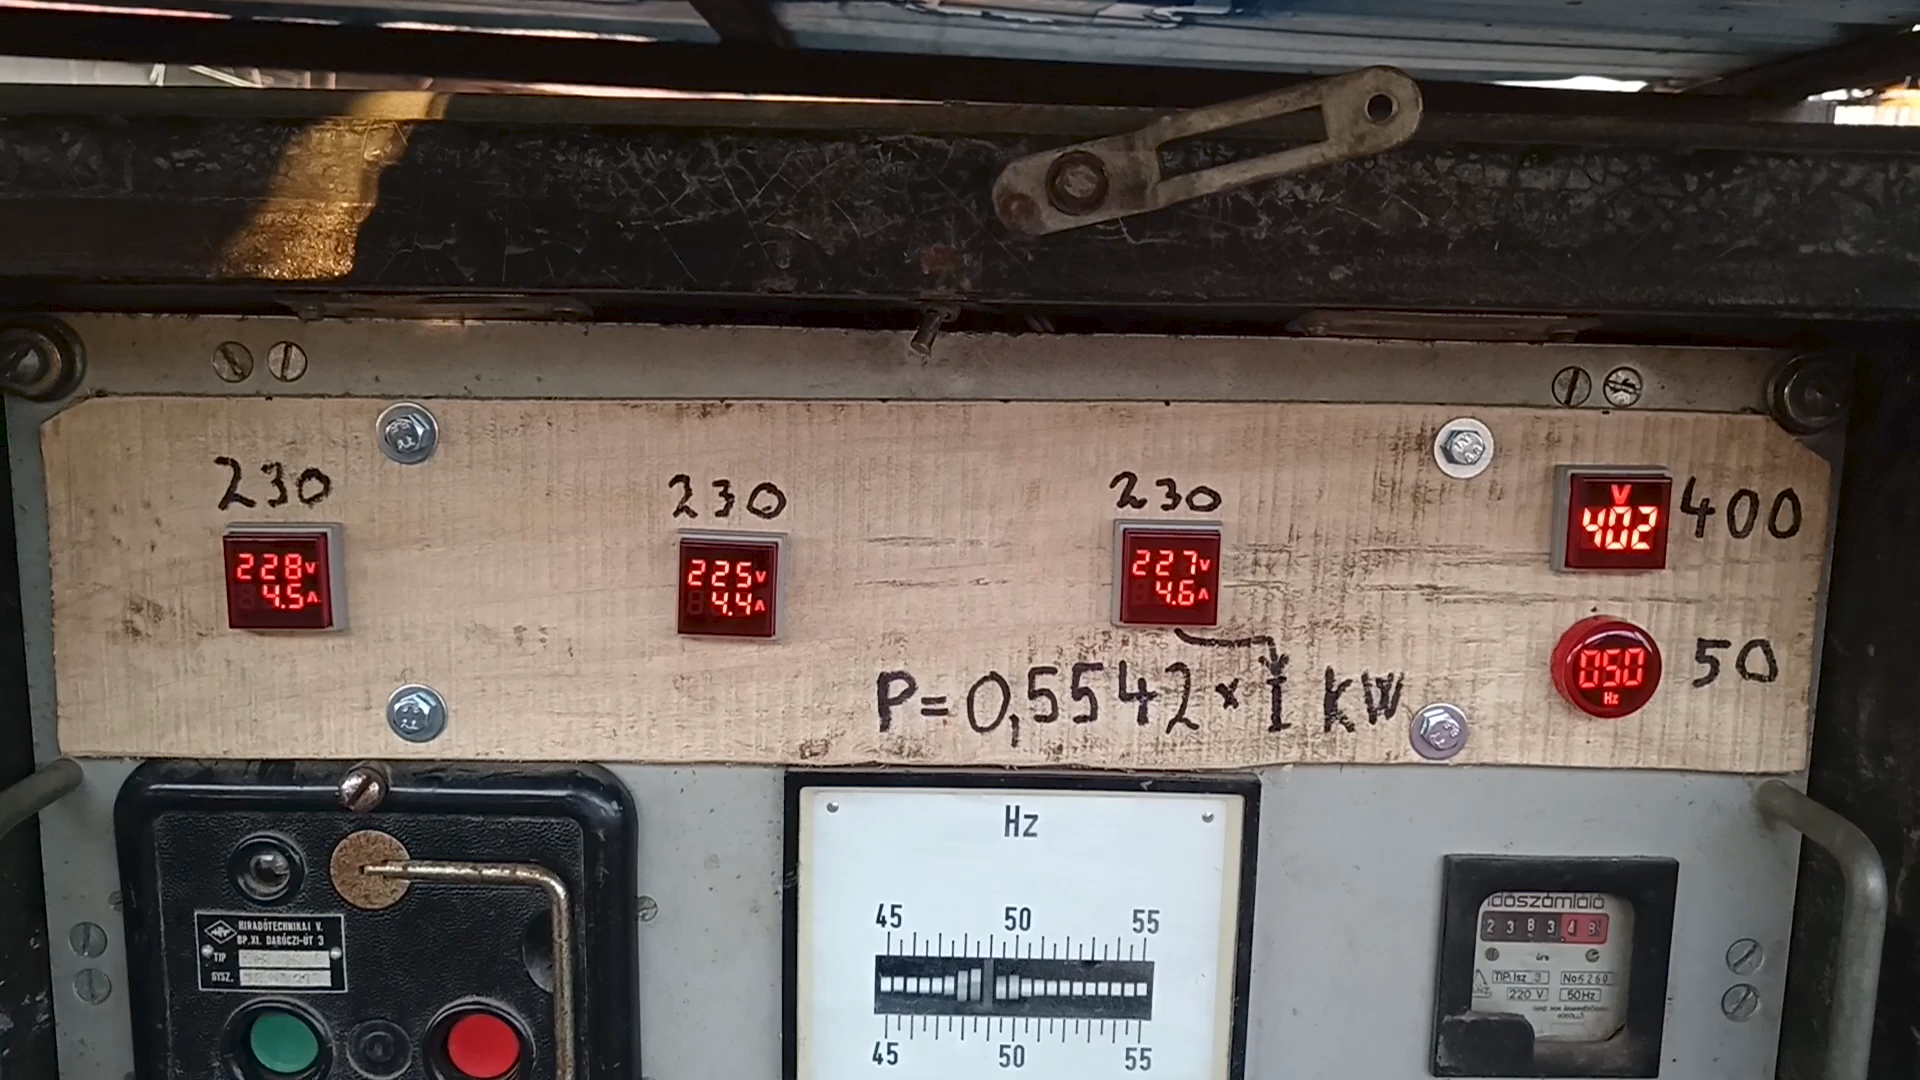 230
230
230
400
228V
4.5A
225V
4.4A
227V
4.6A
V
402
050
Hz
50
P=0,5542×I kW
HIRADÓTECHNIKAI V.
BP. XI. DARÓCZI-ÚT 3
TIP
GYSZ.
Hz
45 50 55
45 50 55
időszámláló
2 3 8 3 4 8
óra
TIP. Isz 3
No 5260
220 V
50Hz